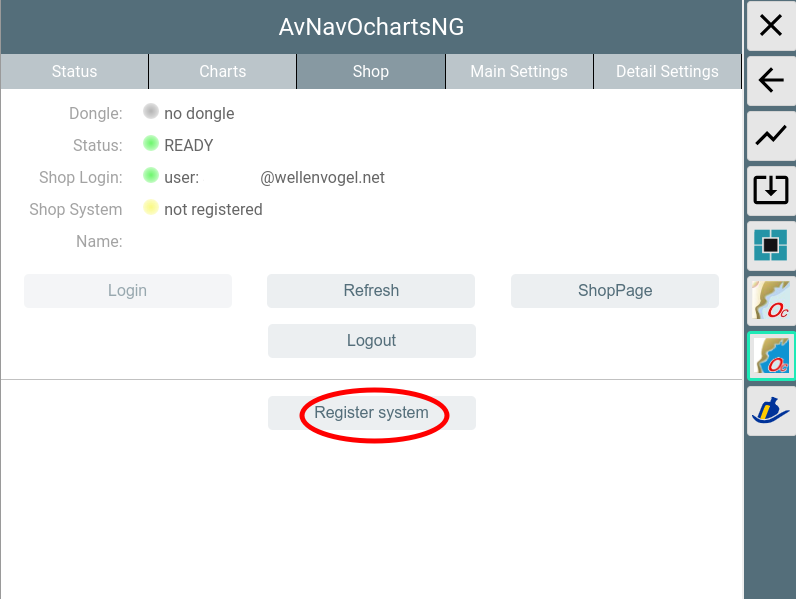 AvNavOchartsNG
Status Charts Shop Main Settings Detail Settings
Dongle: no dongle
Status: READY
Shop Login: user: @wellenvogel.net
Shop System not registered
Name:
Login Refresh ShopPage
Logout
Register system
Oc